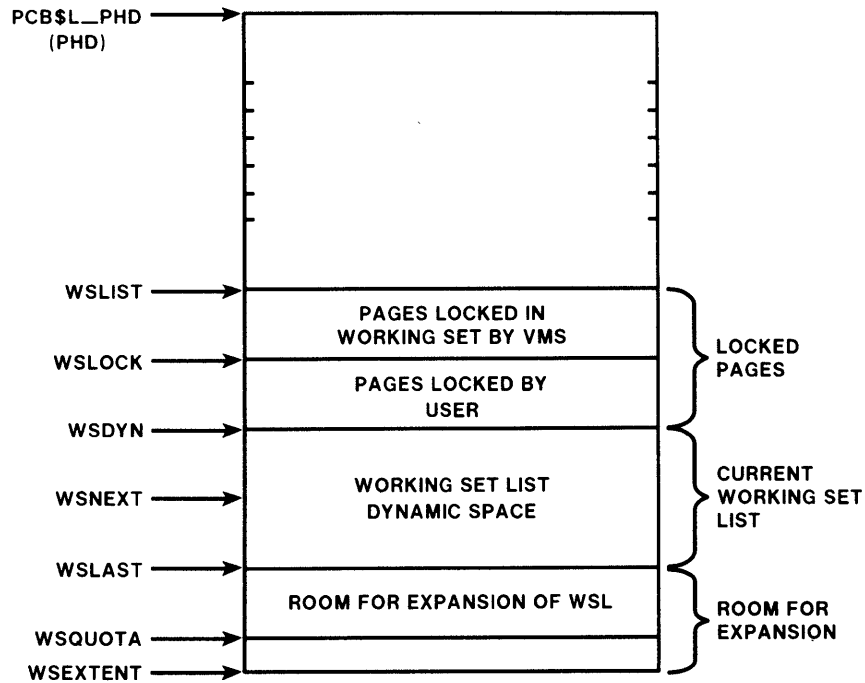 PCB$L_PHD
(PHD)
WSLIST
PAGES LOCKED IN
WORKING SET BY VMS
WSLOCK
PAGES LOCKED BY
USER
LOCKED
PAGES
WSDYN
WSNEXT
WORKING SET LIST
DYNAMIC SPACE
CURRENT
WORKING SET
LIST
WSLAST
ROOM FOR EXPANSION OF WSL
WSQUOTA
ROOM FOR
EXPANSION
WSEXTENT